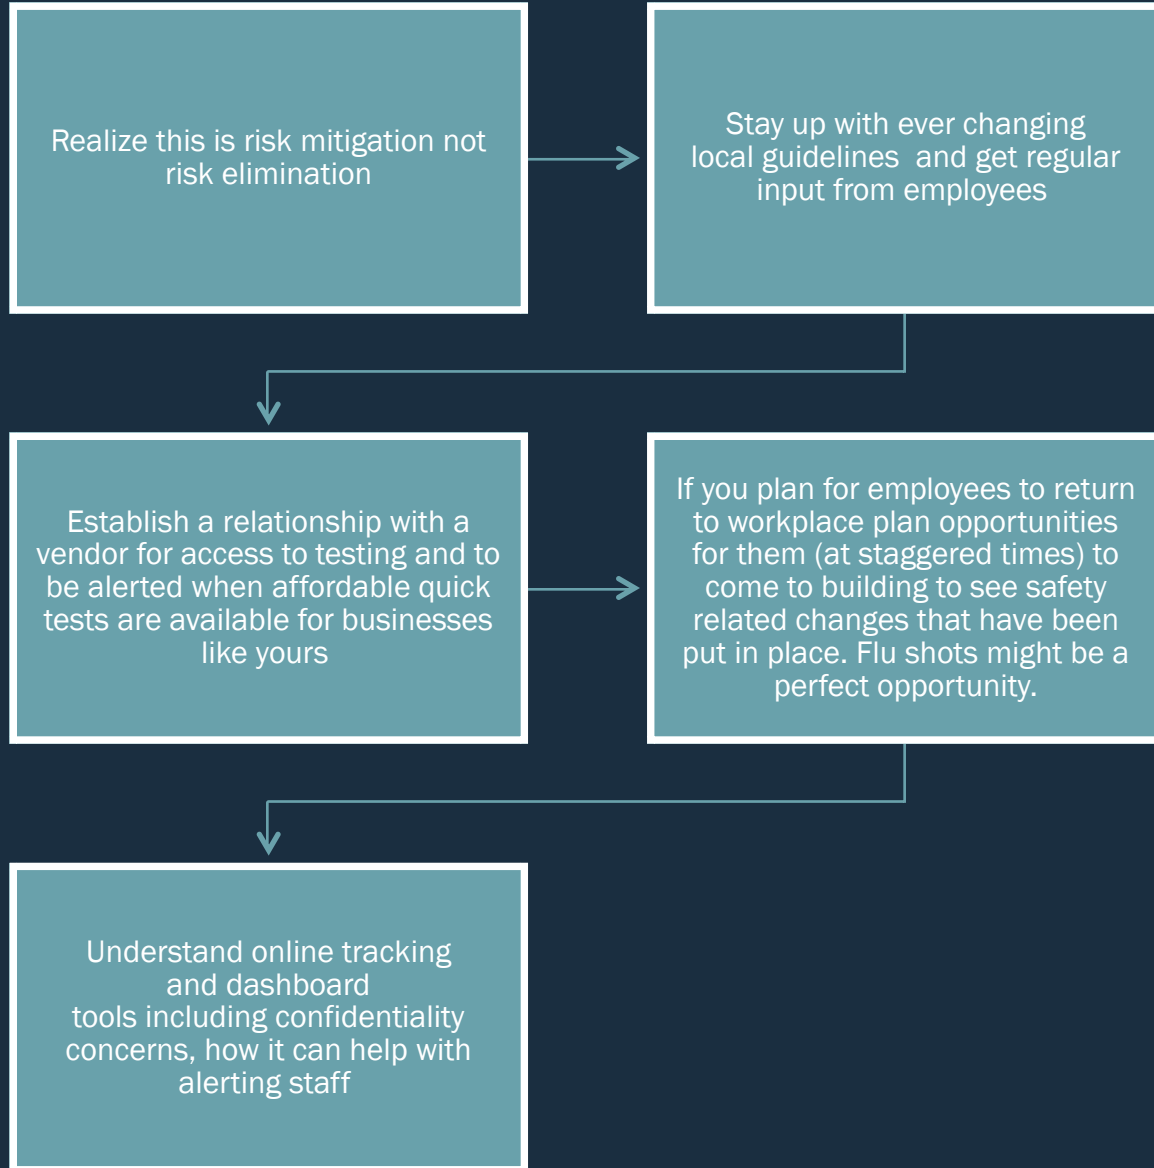 Realize this is risk mitigation not
risk elimination
Stay up with ever changing
local guidelines  and get regular
input from employees
Establish a relationship with a
vendor for access to testing and to
be alerted when affordable quick
tests are available for businesses
like yours
If you plan for employees to return
to workplace plan opportunities
for them (at staggered times) to
come to building to see safety
related changes that have been
put in place. Flu shots might be a
perfect opportunity.
Understand online tracking
and dashboard
tools including confidentiality
concerns, how it can help with
alerting staff